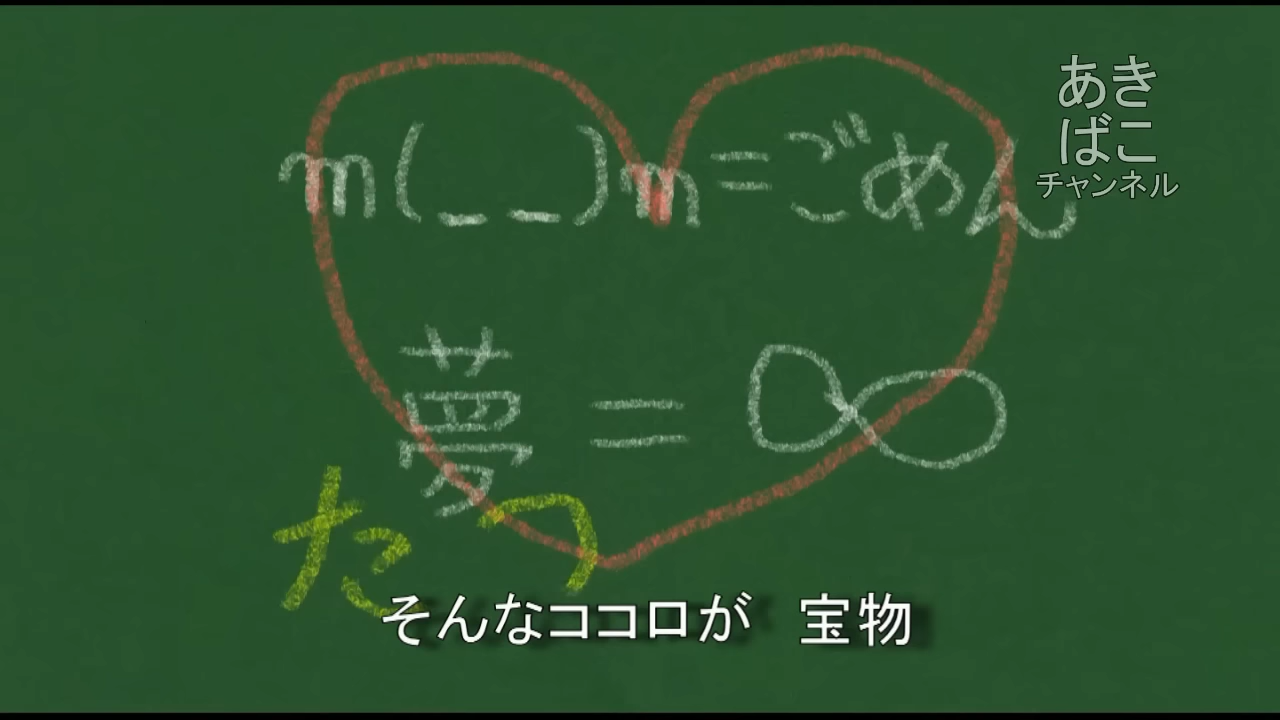 あき
ばこ
チャンネル
m(_ _)m=ごめん
夢=∞
たつ
そんなココロが 宝物